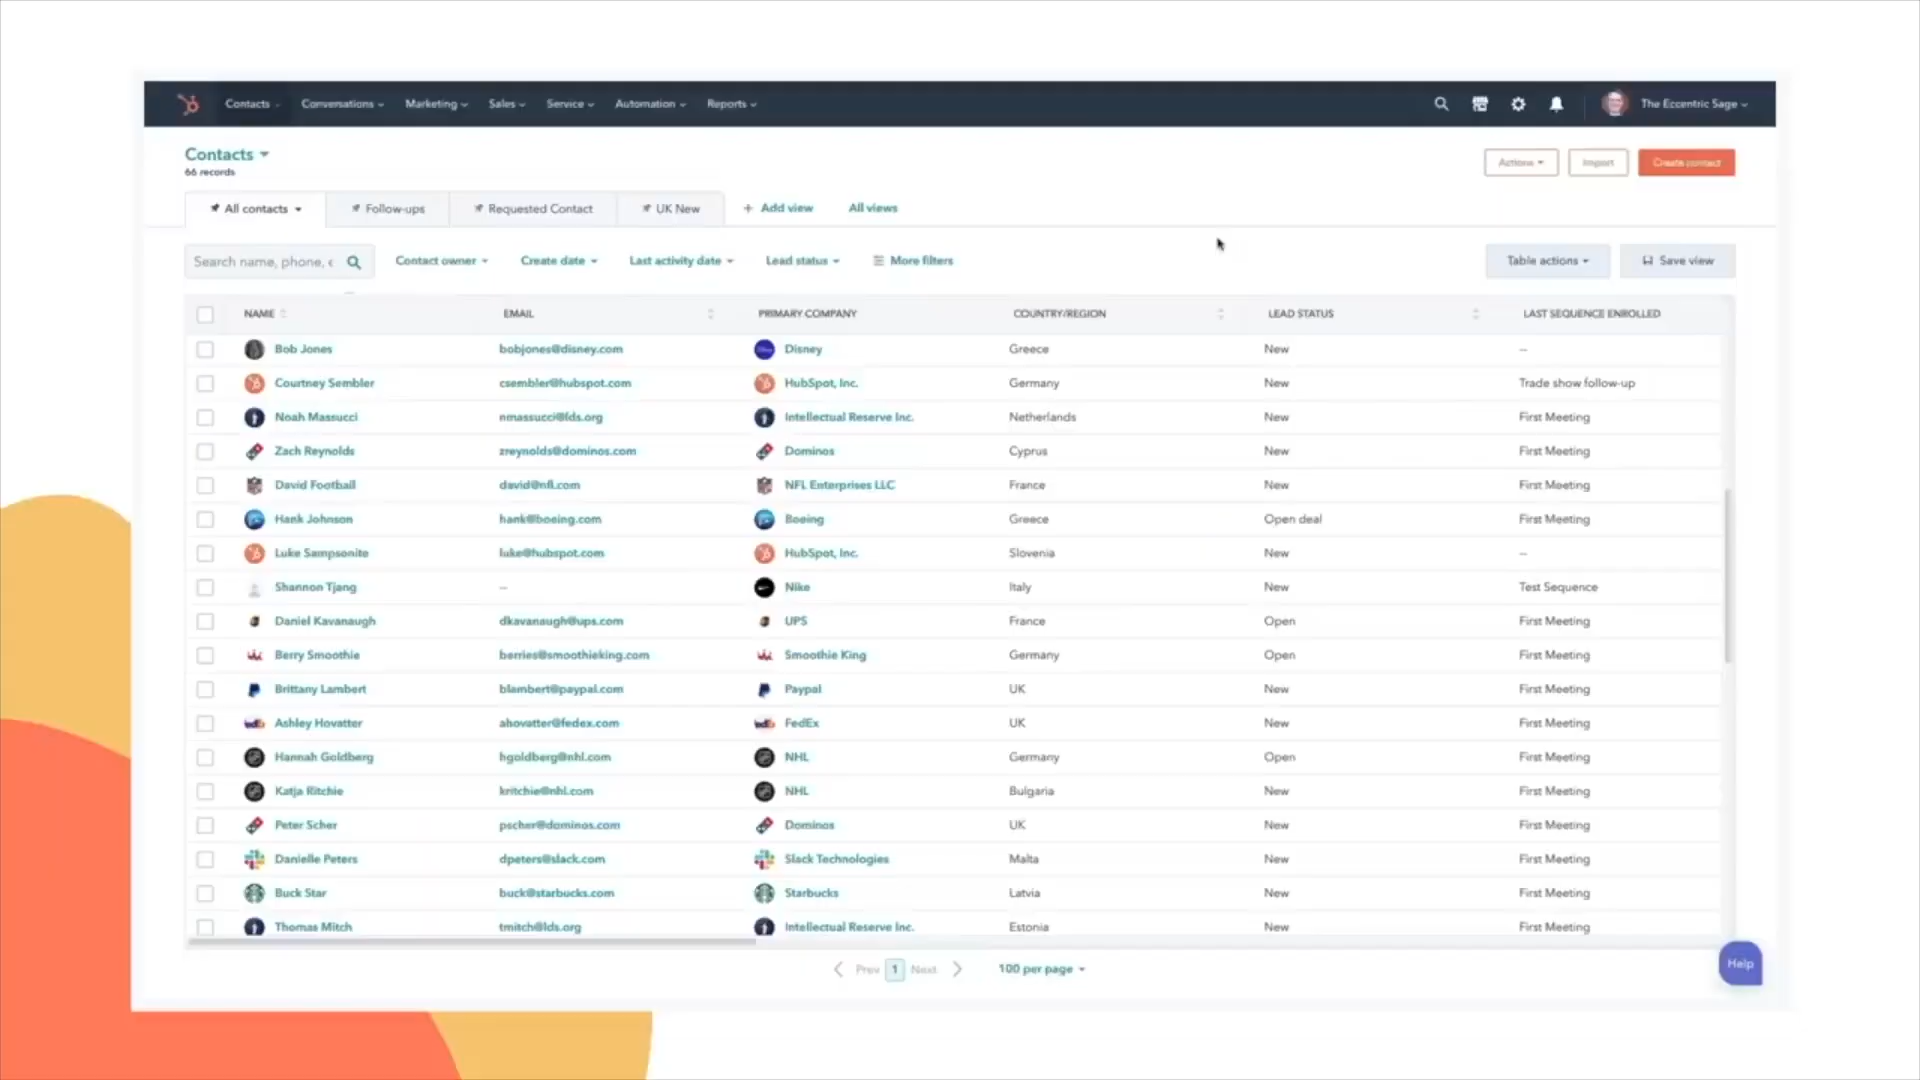 Contacts Conversations Marketing Sales Service Automation Reports The Eccentric Sage
Contacts
66 records
Actions Import Create contact
All contacts Follow-ups Requested Contact UK New + Add view All views
Search name, phone, e Contact owner Create date Last activity date Lead status More filters Table actions Save view
NAME EMAIL PRIMARY COMPANY COUNTRY/REGION LEAD STATUS LAST SEQUENCE ENROLLED
Bob Jones bobjones@disney.com Disney Greece New --
Courtney Sembler csembler@hubspot.com HubSpot, Inc. Germany New Trade show follow-up
Noah Massucci nmassucci@lds.org Intellectual Reserve Inc. Netherlands New First Meeting
Zach Reynolds zreynolds@dominos.com Dominos Cyprus New First Meeting
David Football david@nfl.com NFL Enterprises LLC France New First Meeting
Hank Johnson hank@boeing.com Boeing Greece Open deal First Meeting
Luke Sampsonite luke@hubspot.com HubSpot, Inc. Slovenia New --
Shannon Tjang -- Nike Italy New Test Sequence
Daniel Kavanaugh dkavanaugh@ups.com UPS France Open First Meeting
Berry Smoothie berries@smoothieking.com Smoothie King Germany Open First Meeting
Brittany Lambert blambert@paypal.com Paypal UK New First Meeting
Ashley Hovatter ahovatter@fedex.com FedEx UK New First Meeting
Hannah Goldberg hgoldberg@nhl.com NHL Germany Open First Meeting
Katja Ritchie kritchie@nhl.com NHL Bulgaria New First Meeting
Peter Scher pscher@dominos.com Dominos UK New First Meeting
Danielle Peters dpeters@slack.com Slack Technologies Malta New First Meeting
Buck Star buck@starbucks.com Starbucks Latvia New First Meeting
Thomas Mitch tmitch@lds.org Intellectual Reserve Inc. Estonia New First Meeting
Prev 1 Next 100 per page
Help